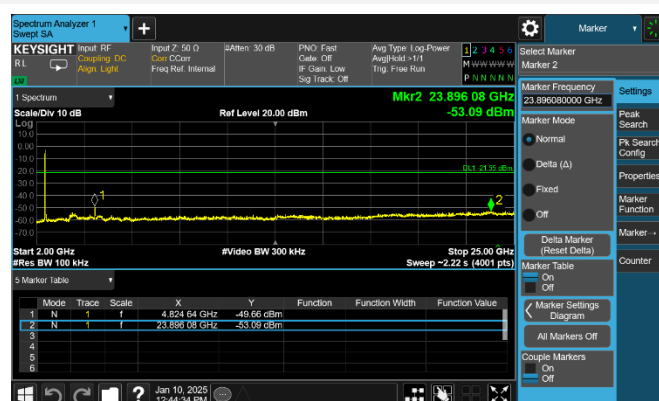 Spectrum Analyzer 1
Swept SA
+
Marker
KEYSIGHT
RL
Input: RF
Coupling: DC
Align: Light
Input Z: 50 Ω
Corr CCorr
Freq Ref: Internal
#Atten: 30 dB
PNO: Fast
Gate: Off
IF Gain: Low
Sig Track: Off
Avg Type: Log-Power
Avg|Hold:>1/1
Trig: Free Run
1 2 3 4 5 6
M W W W W W
P N N N N N
Select Marker
Marker 2
1 Spectrum
Mkr2 23.896 08 GHz
Scale/Div 10 dB
Ref Level 20.00 dBm
-53.09 dBm
Log
10.0
0.00
-10.0
-20.0
-30.0
-40.0
-50.0
-60.0
-70.0
DL1 -21.55 dBm
1
2
Start 2.00 GHz
#Video BW 300 kHz
Stop 25.00 GHz
#Res BW 100 kHz
Sweep ~2.22 s (4001 pts)
5 Marker Table
Mode Trace Scale X Y Function Function Width Function Value
1 N 1 f 4.824 64 GHz -49.66 dBm
2 N 1 f 23.896 08 GHz -53.09 dBm
3
4
5
6
Marker Frequency
23.896080000 GHz
Marker Mode
Normal
Delta (Δ)
Fixed
Off
Delta Marker
(Reset Delta)
Marker Table
On
Off
Marker Settings
Diagram
All Markers Off
Couple Markers
On
Off
Settings
Peak
Search
Pk Search
Config
Properties
Marker
Function
Marker→
Counter
?
Jan 10, 2025
12:44:34 PM